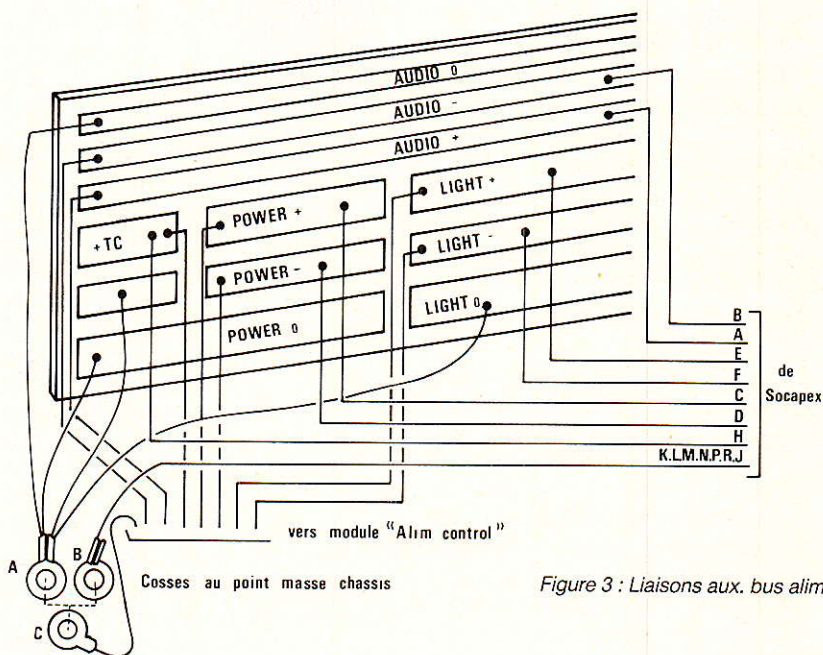 AUDIO 0
AUDIO -
AUDIO +
LIGHT +
POWER +
+TC
LIGHT -
POWER -
LIGHT 0
POWER 0
B
A
E
F
C
D
H
K.L.M.N.P.R.J
de
Socapex
vers module "Alim control"
A
B
Cosses au point masse chassis
C
Figure 3 : Liaisons aux. bus alim